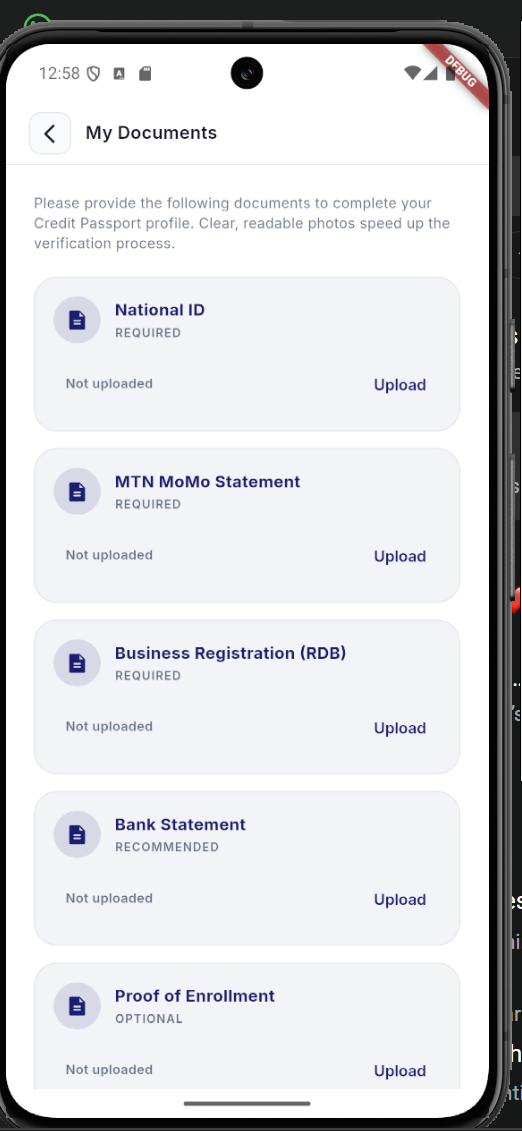 12:58
DEBUG
My Documents
Please provide the following documents to complete your
Credit Passport profile. Clear, readable photos speed up the
verification process.
National ID
REQUIRED
Not uploaded
Upload
MTN MoMo Statement
REQUIRED
Not uploaded
Upload
Business Registration (RDB)
REQUIRED
Not uploaded
Upload
Bank Statement
RECOMMENDED
Not uploaded
Upload
Proof of Enrollment
OPTIONAL
Not uploaded
Upload